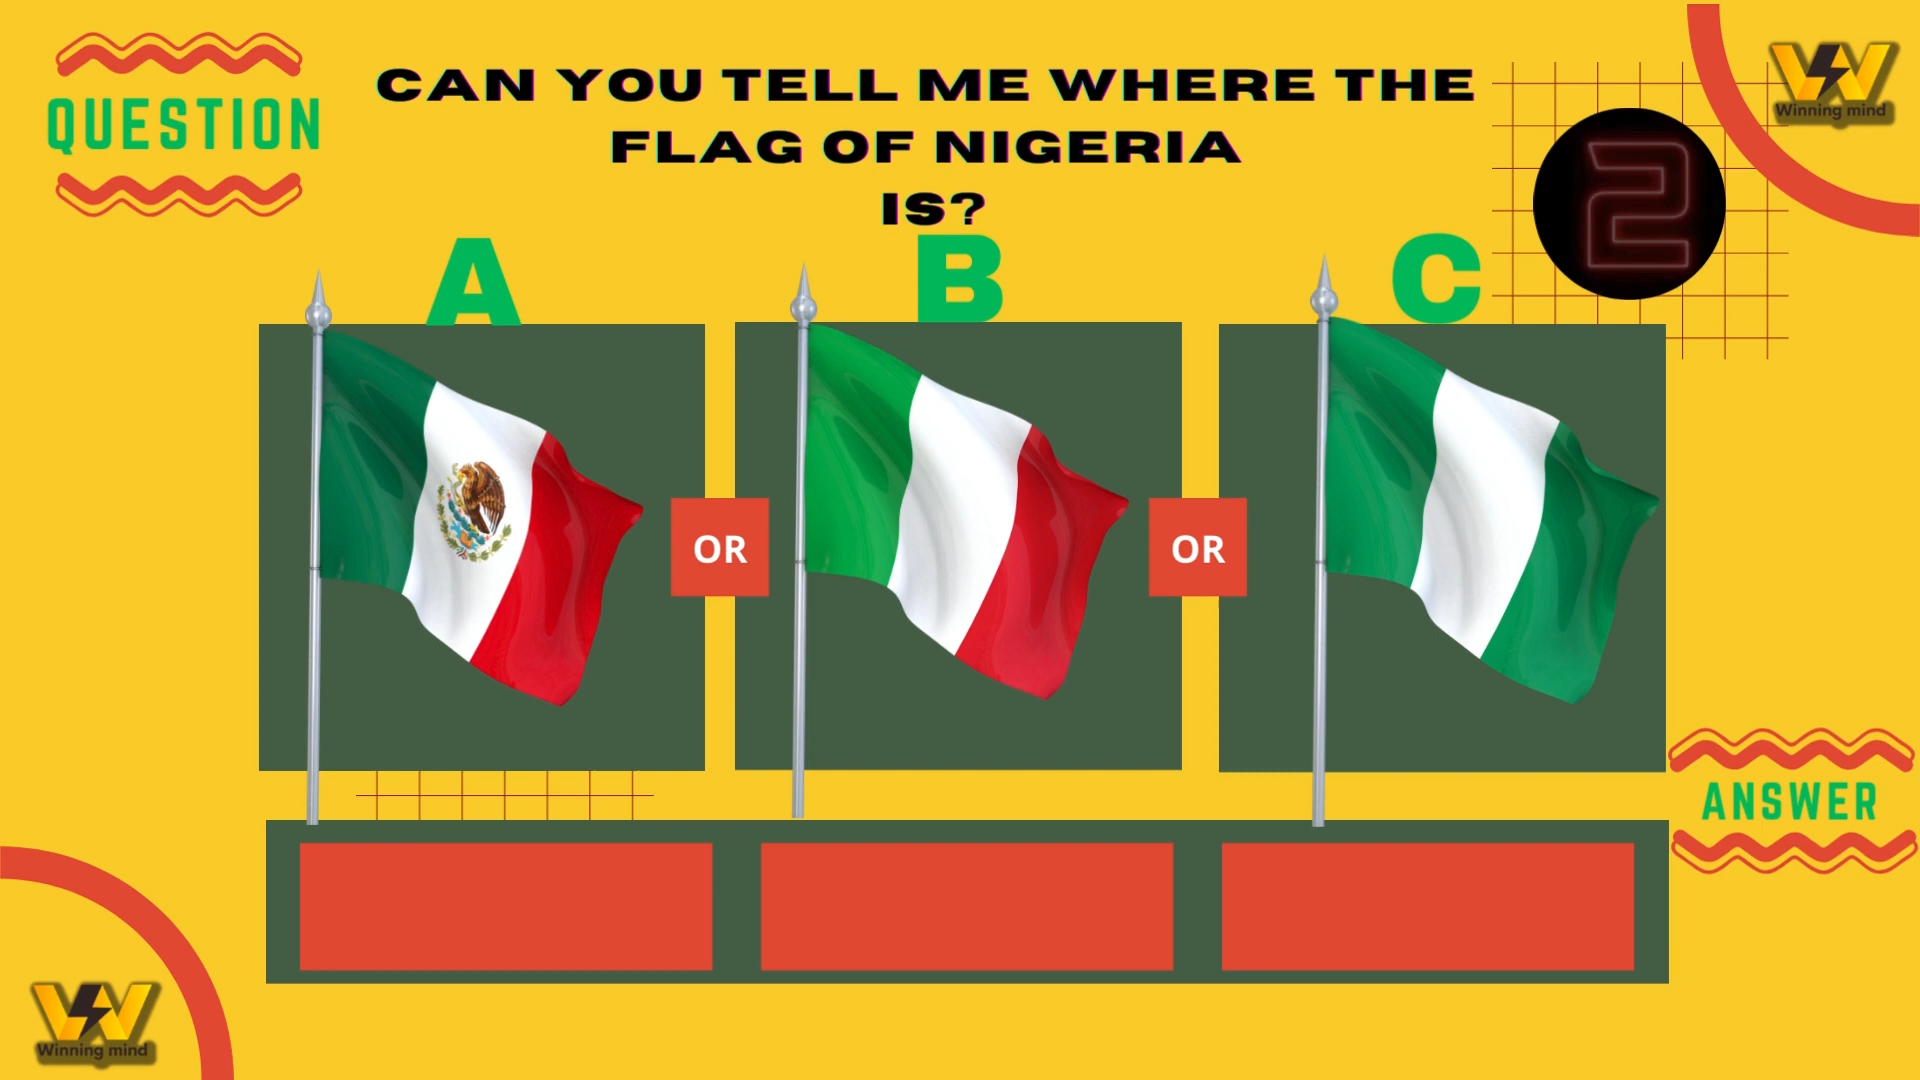 QUESTION
CAN YOU TELL ME WHERE THE
FLAG OF NIGERIA
IS?
Winning mind
2
A
B
C
OR
OR
ANSWER
Winning mind